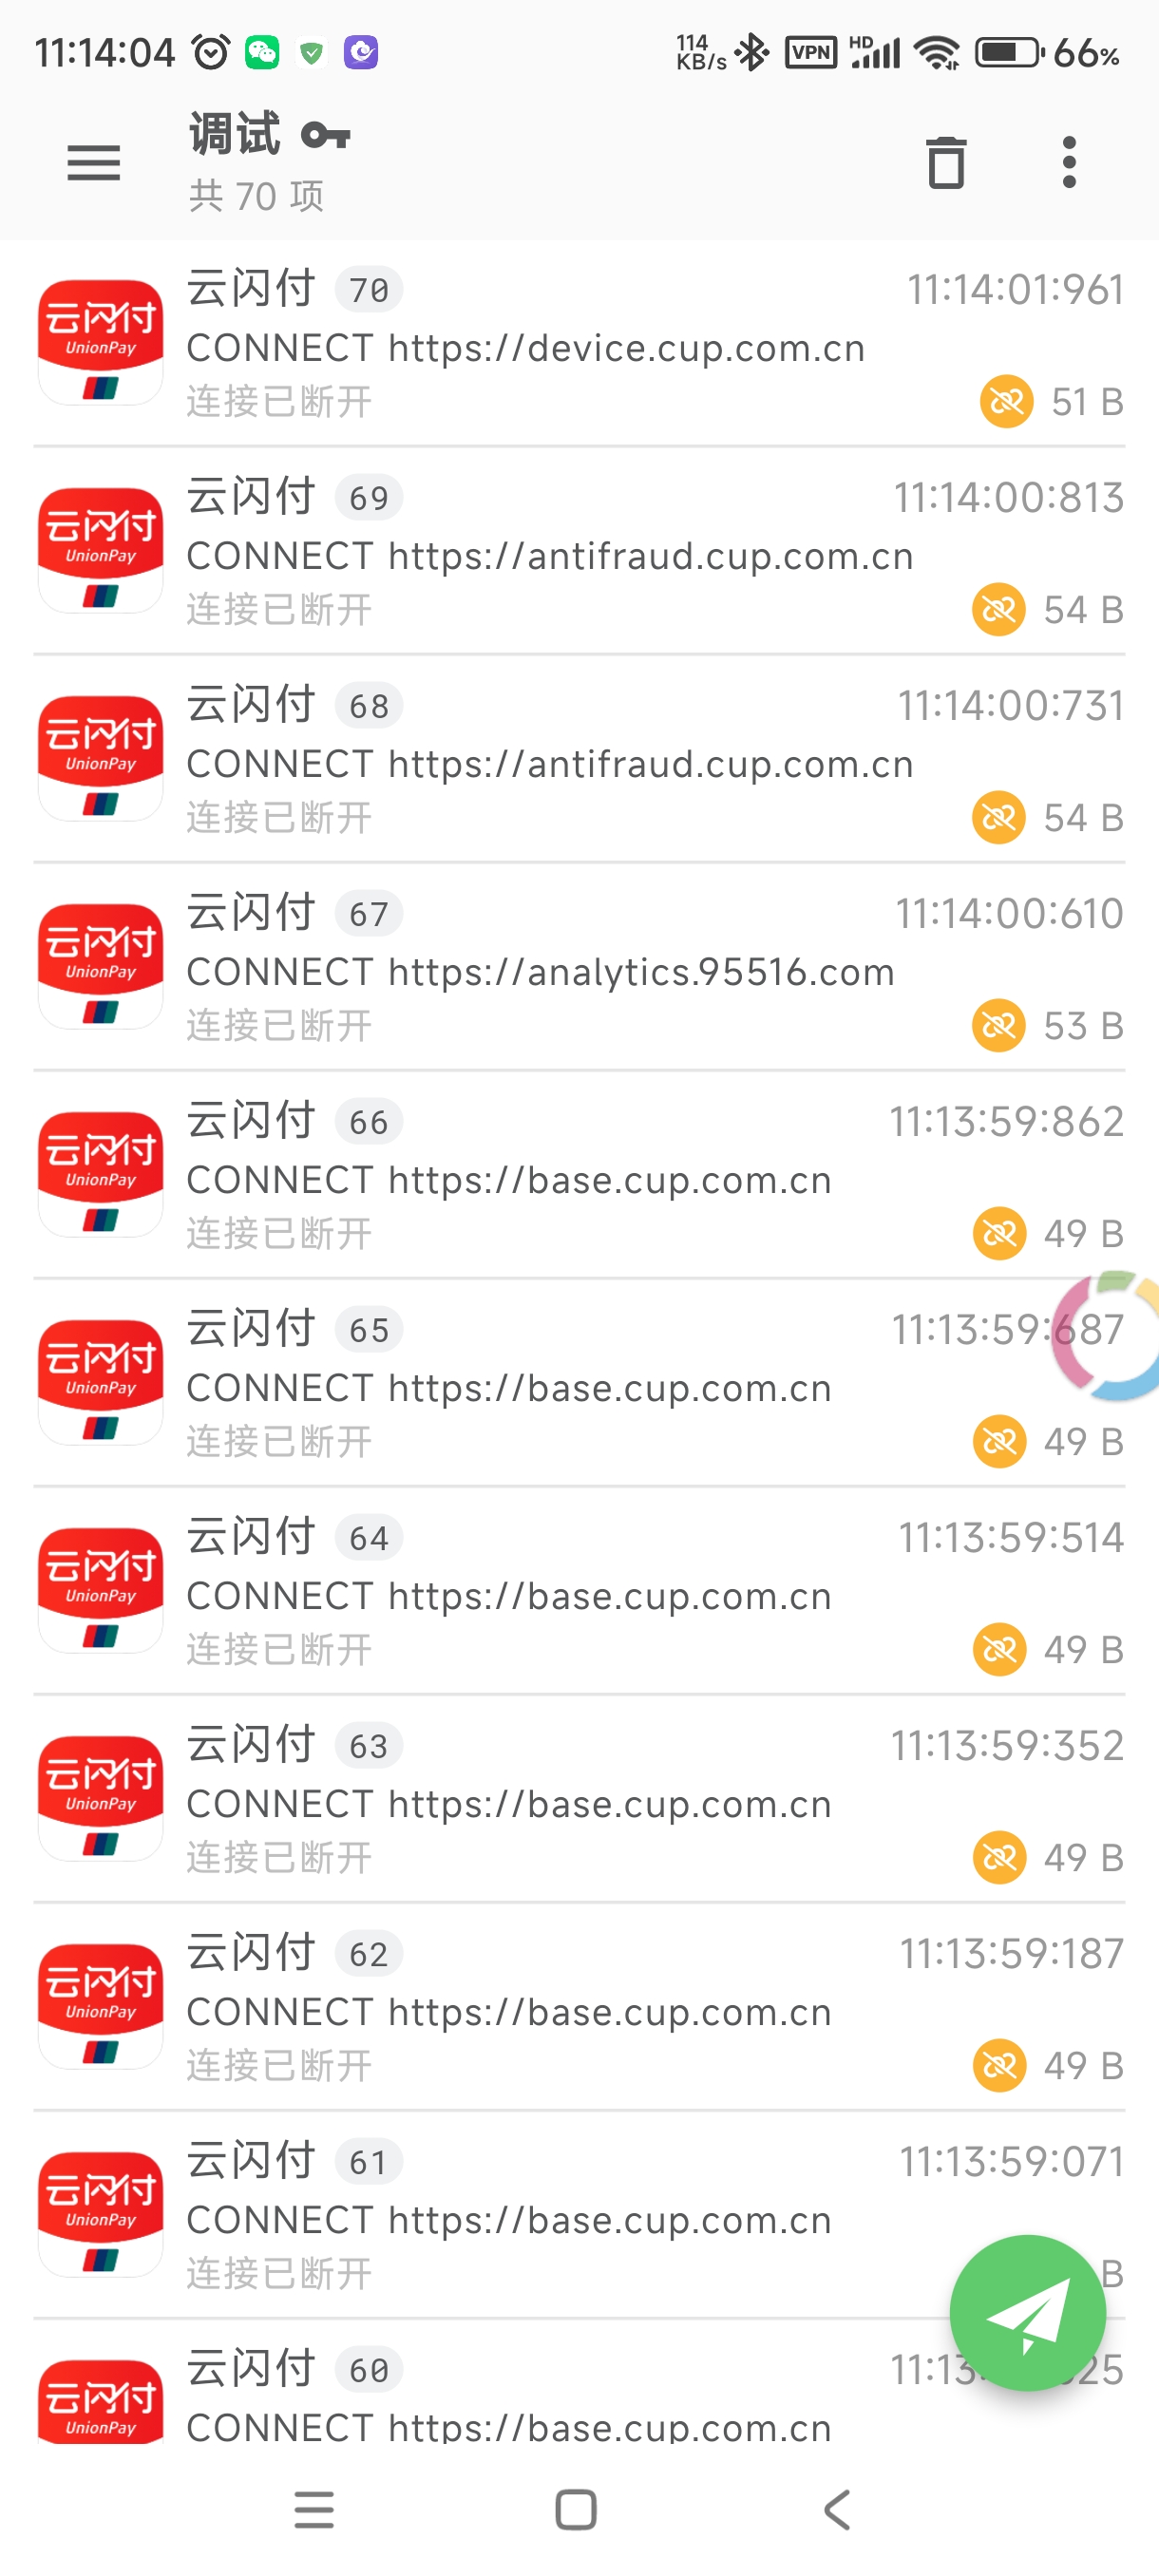 11:14:04
114
KB/s
VPN
HD
66%
调试
共 70 项
云闪付 70 11:14:01:961
云闪付
UnionPay
CONNECT https://device.cup.com.cn
连接已断开 51 B
云闪付 69 11:14:00:813
云闪付
UnionPay
CONNECT https://antifraud.cup.com.cn
连接已断开 54 B
云闪付 68 11:14:00:731
云闪付
UnionPay
CONNECT https://antifraud.cup.com.cn
连接已断开 54 B
云闪付 67 11:14:00:610
云闪付
UnionPay
CONNECT https://analytics.95516.com
连接已断开 53 B
云闪付 66 11:13:59:862
云闪付
UnionPay
CONNECT https://base.cup.com.cn
连接已断开 49 B
云闪付 65 11:13:59:687
云闪付
UnionPay
CONNECT https://base.cup.com.cn
连接已断开 49 B
云闪付 64 11:13:59:514
云闪付
UnionPay
CONNECT https://base.cup.com.cn
连接已断开 49 B
云闪付 63 11:13:59:352
云闪付
UnionPay
CONNECT https://base.cup.com.cn
连接已断开 49 B
云闪付 62 11:13:59:187
云闪付
UnionPay
CONNECT https://base.cup.com.cn
连接已断开 49 B
云闪付 61 11:13:59:071
云闪付
UnionPay
CONNECT https://base.cup.com.cn
连接已断开 B
云闪付 60
云闪付
UnionPay
CONNECT https://base.cup.com.cn